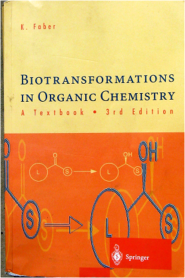 K. Faber
BIOTRANSFORMATIONS
IN ORGANIC CHEMISTRY
A Textbook • 3rd Edition
L
S
OH
S
Springer